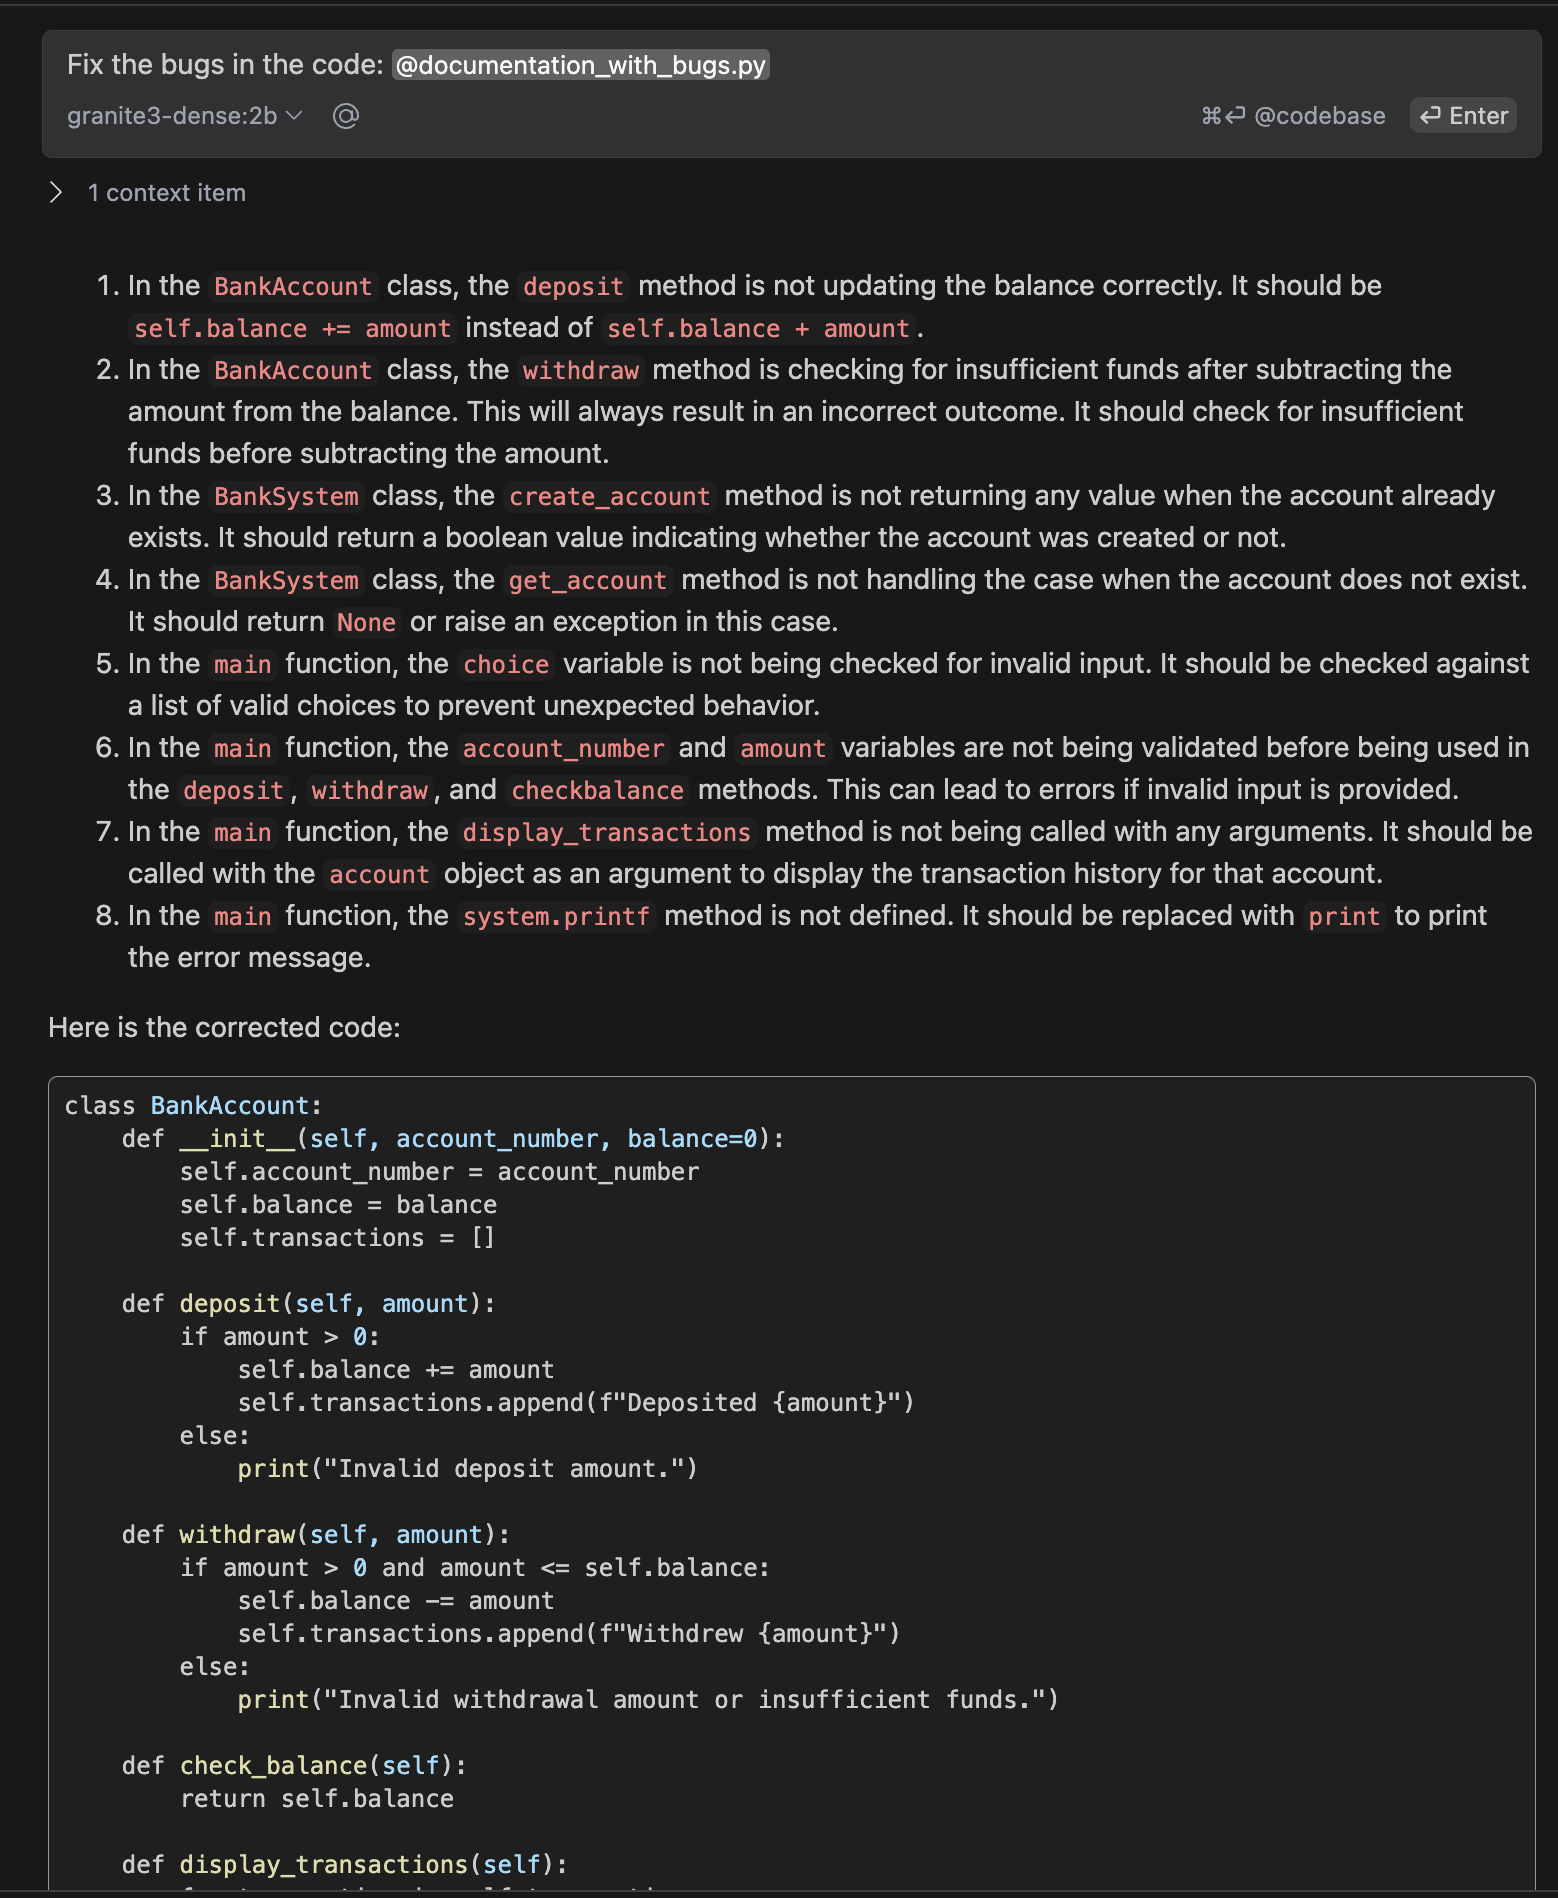 Fix the bugs in the code: @documentation_with_bugs.py
granite3-dense:2b @ ⌘⏎ @codebase ⏎ Enter
1 context item
1. In the BankAccount class, the deposit method is not updating the balance correctly. It should be
self.balance += amount instead of self.balance + amount.
2. In the BankAccount class, the withdraw method is checking for insufficient funds after subtracting the
amount from the balance. This will always result in an incorrect outcome. It should check for insufficient
funds before subtracting the amount.
3. In the BankSystem class, the create_account method is not returning any value when the account already
exists. It should return a boolean value indicating whether the account was created or not.
4. In the BankSystem class, the get_account method is not handling the case when the account does not exist.
It should return None or raise an exception in this case.
5. In the main function, the choice variable is not being checked for invalid input. It should be checked against
a list of valid choices to prevent unexpected behavior.
6. In the main function, the account_number and amount variables are not being validated before being used in
the deposit, withdraw, and checkbalance methods. This can lead to errors if invalid input is provided.
7. In the main function, the display_transactions method is not being called with any arguments. It should be
called with the account object as an argument to display the transaction history for that account.
8. In the main function, the system.printf method is not defined. It should be replaced with print to print
the error message.
Here is the corrected code:
class BankAccount:
    def __init__(self, account_number, balance=0):
        self.account_number = account_number
        self.balance = balance
        self.transactions = []
    def deposit(self, amount):
        if amount > 0:
            self.balance += amount
            self.transactions.append(f"Deposited {amount}")
        else:
            print("Invalid deposit amount.")
    def withdraw(self, amount):
        if amount > 0 and amount <= self.balance:
            self.balance -= amount
            self.transactions.append(f"Withdrew {amount}")
        else:
            print("Invalid withdrawal amount or insufficient funds.")
    def check_balance(self):
        return self.balance
    def display_transactions(self):